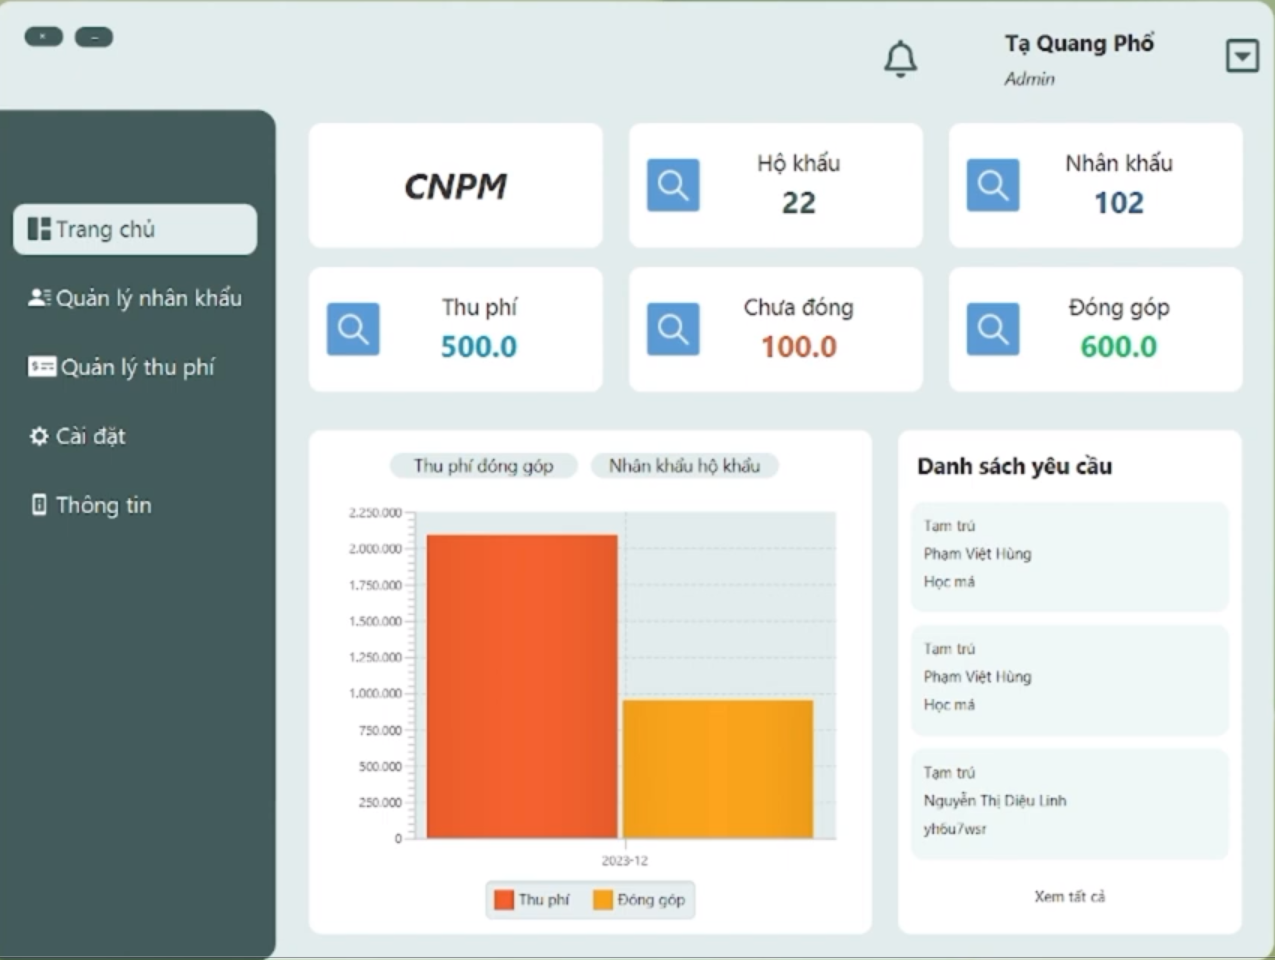 Tạ Quang Phổ
Admin
CNPM
Hộ khẩu
22
Nhân khẩu
102
Trang chủ
Quản lý nhân khẩu
Quản lý thu phí
Cài đặt
Thông tin
Thu phí
500.0
Chưa đóng
100.0
Đóng góp
600.0
Thu phí đóng góp
Nhân khẩu hộ khẩu
2.250.000
2.000.000
1.750.000
1.500.000
1.250.000
1.000.000
750.000
500.000
250.000
0
2023-12
Thu phí
Đóng góp
Danh sách yêu cầu
Tạm trú
Phạm Việt Hùng
Học má
Tạm trú
Phạm Việt Hùng
Học má
Tạm trú
Nguyễn Thị Diệu Linh
yh6u7wsr
Xem tất cả